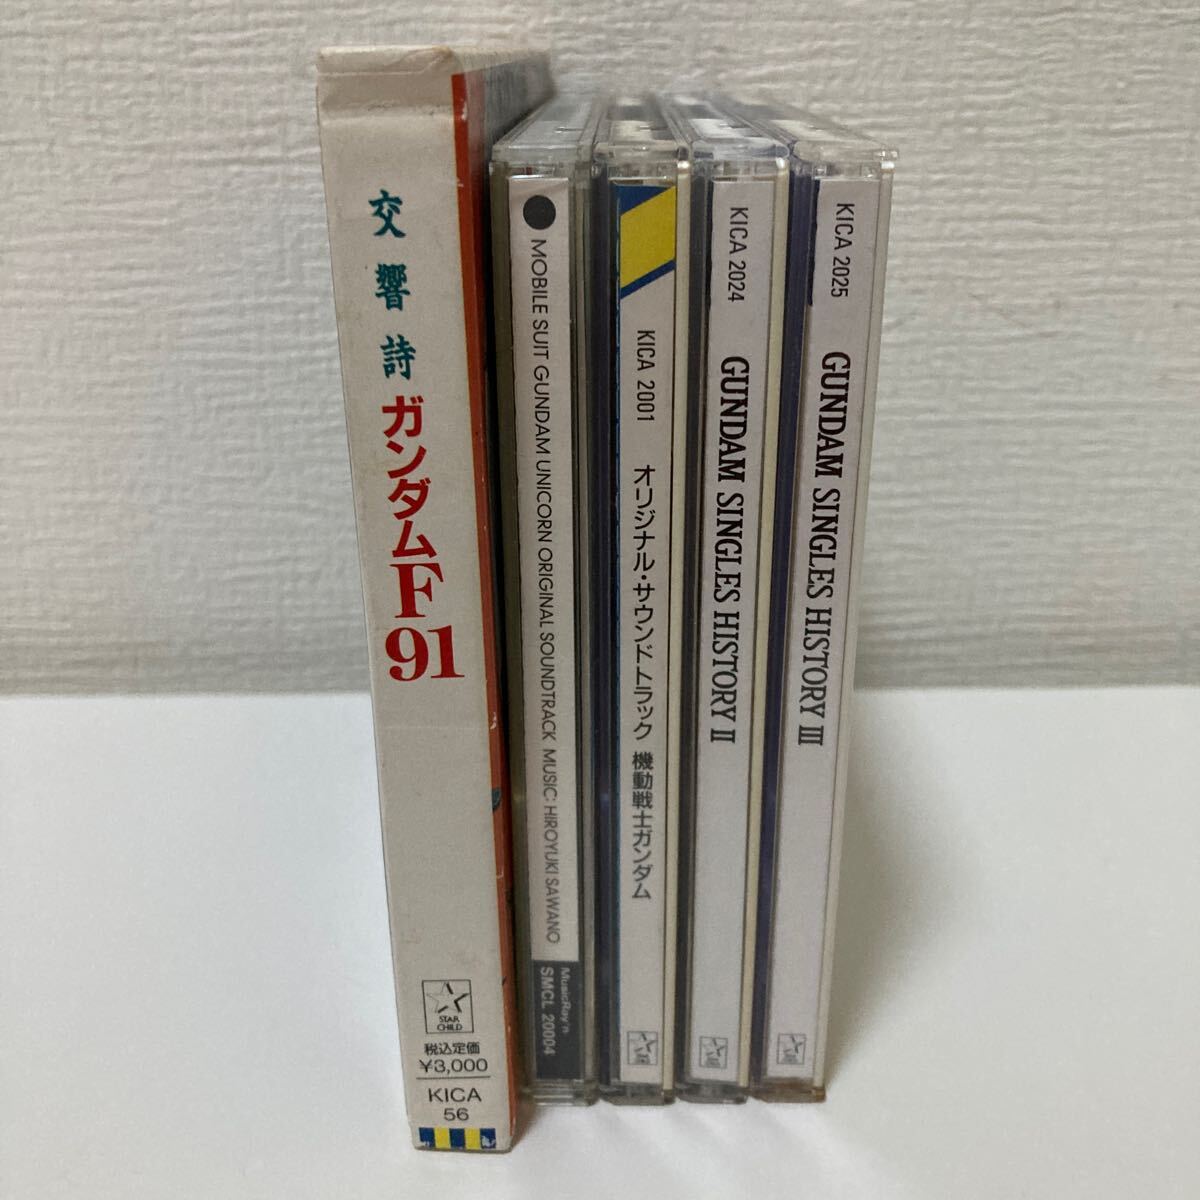 交響詩
ガンダムF
91
STAR
CHILD
税込定価
¥3,000
KICA
56
MOBILE SUIT GUNDAM UNICORN ORIGINAL SOUNDTRACK MUSIC: HIROYUKI SAWANO
MusicRay'n
SMCL 20004
KICA 2001 オリジナル・サウンドトラック 機動戦士ガンダム
KICA 2024 GUNDAM SINGLES HISTORY II
KICA 2025 GUNDAM SINGLES HISTORY III